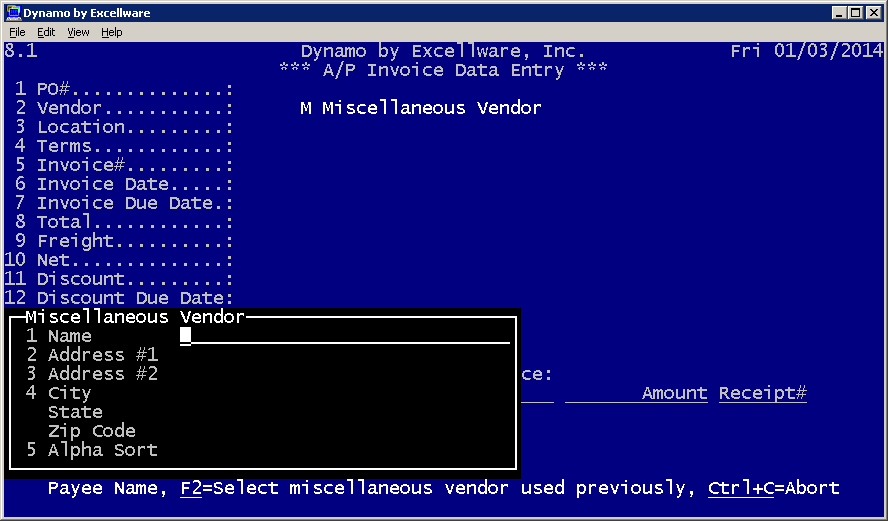 Dynamo by Excellware
File Edit View Help
8.1 Dynamo by Excellware, Inc. Fri 01/03/2014
*** A/P Invoice Data Entry ***
1 PO#..............:
2 Vendor...........: M Miscellaneous Vendor
3 Location.........:
4 Terms............:
5 Invoice#.........:
6 Invoice Date.....:
7 Invoice Due Date.:
8 Total............:
9 Freight..........:
10 Net..............:
11 Discount.........:
12 Discount Due Date:
Miscellaneous Vendor
1 Name
2 Address #1
3 Address #2
ce:
4 City
Amount Receipt#
State
Zip Code
5 Alpha Sort
Payee Name, F2=Select miscellaneous vendor used previously, Ctrl+C=Abort